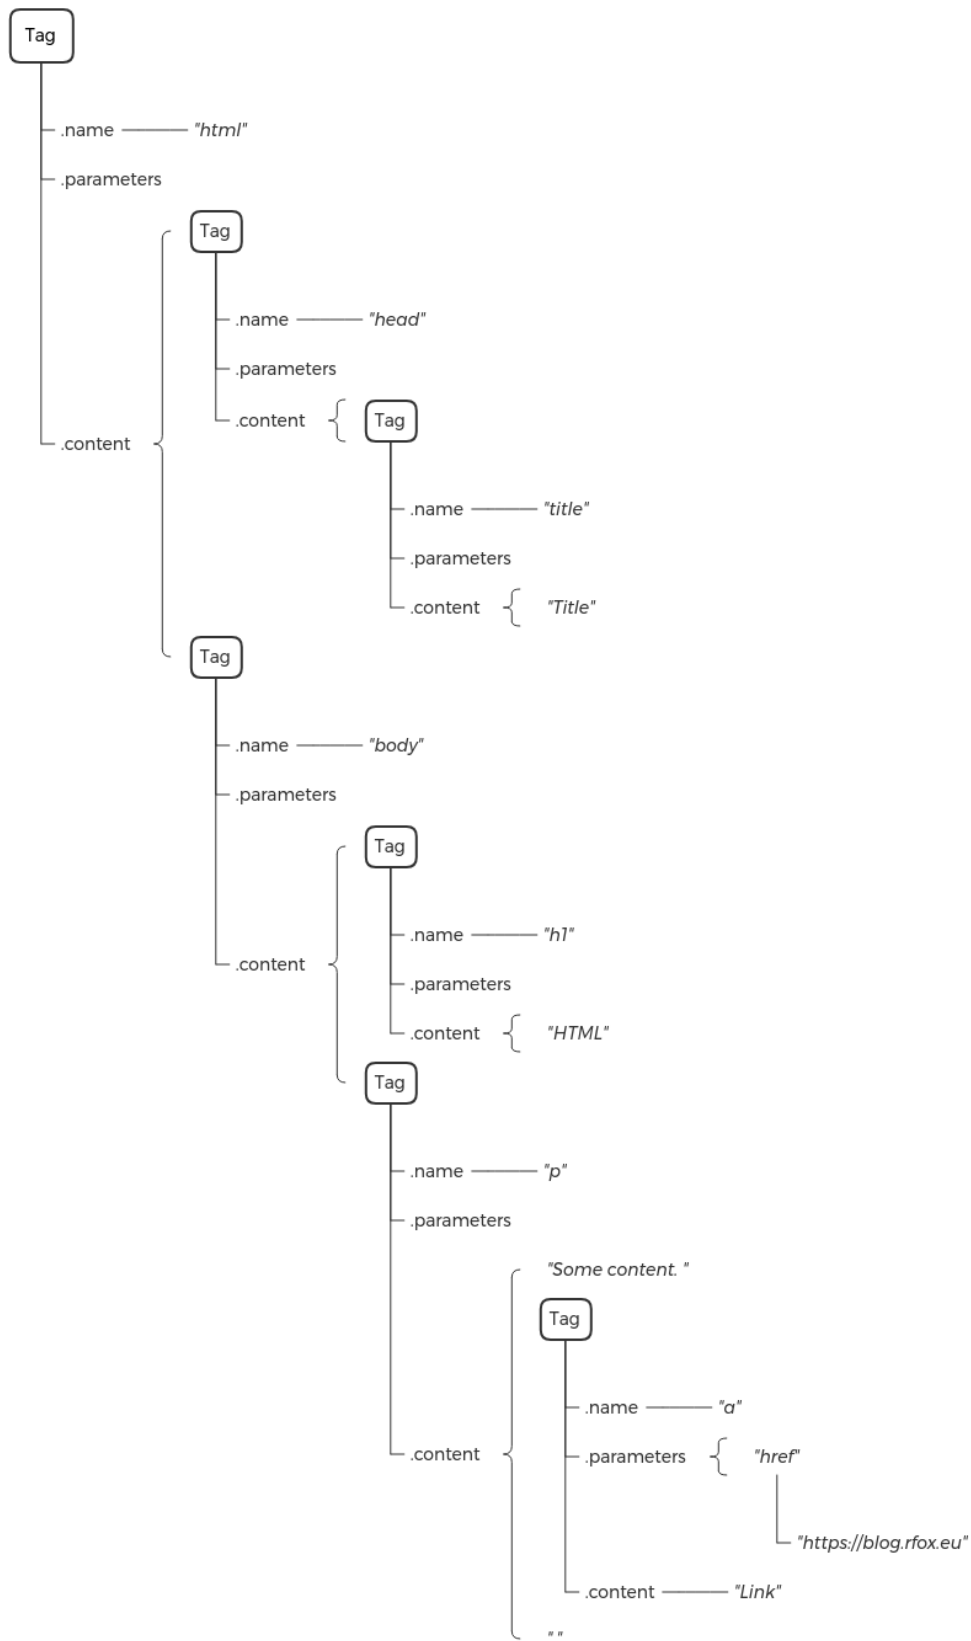 Tag
.name "html"
.parameters
Tag
.name "head"
.parameters
.content Tag
.content
.name "title"
.parameters
.content "Title"
Tag
.name "body"
.parameters
Tag
.name "h1"
.content
.parameters
.content "HTML"
Tag
.name "p"
.parameters
"Some content. "
Tag
.name "a"
.content
.parameters "href"
"https://blog.rfox.eu"
.content "Link"
" "